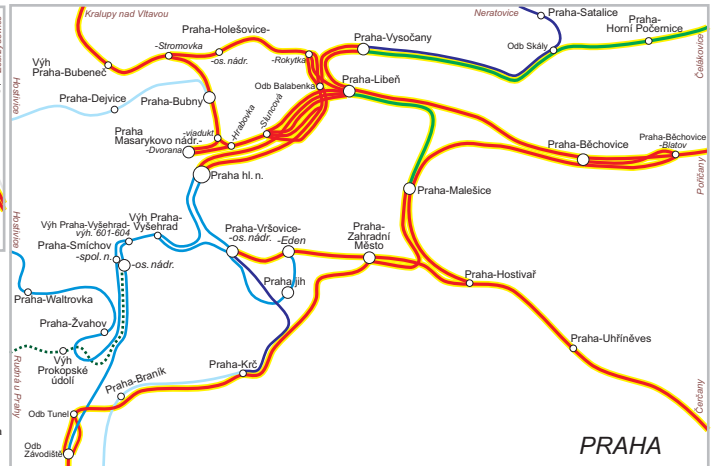 Kralupy nad Vltavou
Neratovice
Praha-Satalice
Praha-
Horní Počernice
Praha-Holešovice-
-os. nádr.
-Stromovka
Praha-Vysočany
Odb Skály
Čelákovice
Výh
Praha-Bubeneč
-Rokytka
Hostivice
Praha-Dejvice
Praha-Bubny
Odb Balabenka
Praha-Libeň
Praha
Masarykovo nádr.-
-Dvorana
-viadukt
-Hrabovka
-Sluncová
Praha-Běchovice
Praha-Běchovice
-Blatov
Poříčany
Praha hl. n.
Praha-Malešice
Hostivice
Výh Praha-Vyšehrad-
výh. 601-604
Výh Praha-
Vyšehrad
Praha-Smíchov
-spol. n.
-os. nádr.
Praha-Vršovice-
-os. nádr.
-Eden
Praha-
Zahradní
Město
Praha jih
Praha-Hostivař
Praha-Waltrovka
Praha-Žvahov
Výh
Prokopské
údolí
Rudná u Prahy
Praha-Krč
Praha-Uhříněves
Praha-Braník
Čerčany
Odb Tunel
Odb
Závodiště
PRAHA